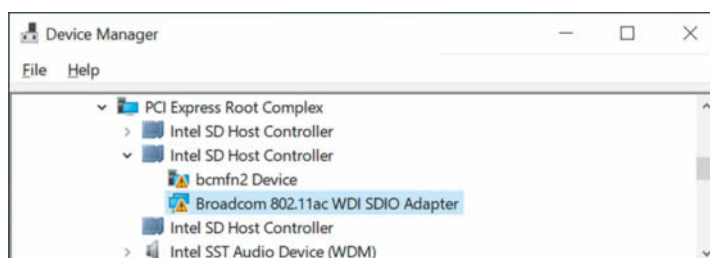 Device Manager
File Help
PCI Express Root Complex
Intel SD Host Controller
Intel SD Host Controller
bcmfn2 Device
Broadcom 802.11ac WDI SDIO Adapter
Intel SD Host Controller
Intel SST Audio Device (WDM)